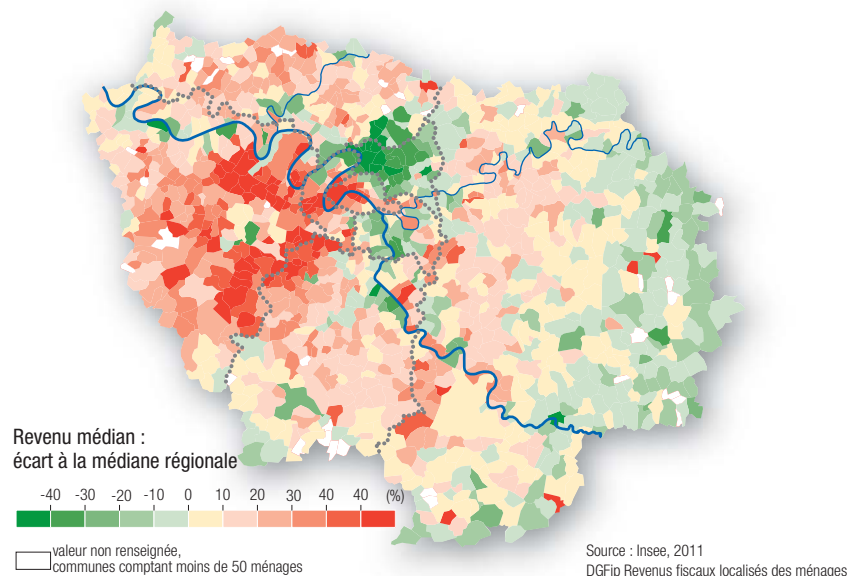 Revenu médian :
écart à la médiane régionale
-40 -30 -20 -10 0 10 20 30 40 40 (%)
valeur non renseignée,
communes comptant moins de 50 ménages
Source : Insee, 2011
DGFip Revenus fiscaux localisés des ménages